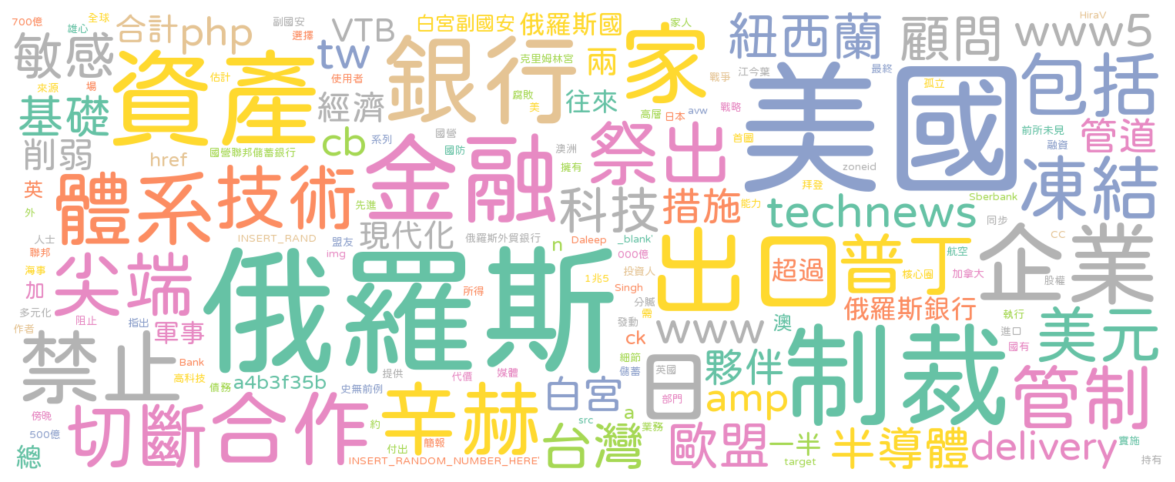 700億 雄心 全球 合計 php VTB 白宮副國安 俄羅斯國 家 紐西蘭 顧問 www5 HiraV
副國安 選擇 家人
敏感 資產 tw 銀行 克里姆林宮 兩 美國 包括
來源 場 估計 使用者 腐敗 美 往來 戰爭 江今葉 最終 孤立
基礎 經濟 高層 日本 avw 戰略 前所未見 管道
削弱 href cb 系列 國營 國防 澳洲 祭出 首圖 融資
國營聯邦儲蓄銀行 金融 擁有 zoneid
英 體系 技術 先進 科技 措施 能力 拜登 Sberbank 凍結
外 人士 INSERT_RAND 現代化 俄羅斯外貿銀行 n Daleep _blank' technews 同步 CC
聯邦 盟友 img 000億 出口 普丁 航空 企業
海事 尖端 俄羅斯 1兆5 投資人 超過 核心圈 加拿大 股權
加 所得 Singh
多元化 分贓 需 俄羅斯銀行 執行
作者 阻止 指出 軍事 發動 ck www 澳 進口 美元
禁止 Bank 提供 細節 日 英國 夥伴 制裁 國有
高科技 a4b3f35b 債務 史無前例 代價 媒體 儲蓄 管制
傍晚 切斷 合作 辛赫 白宮 部門 amp
500億 約 簡報 src a 業務 歐盟 一半 半導體 delivery 實施
總 付出 台灣 target 持有
INSERT_RANDOM_NUMBER_HERE'